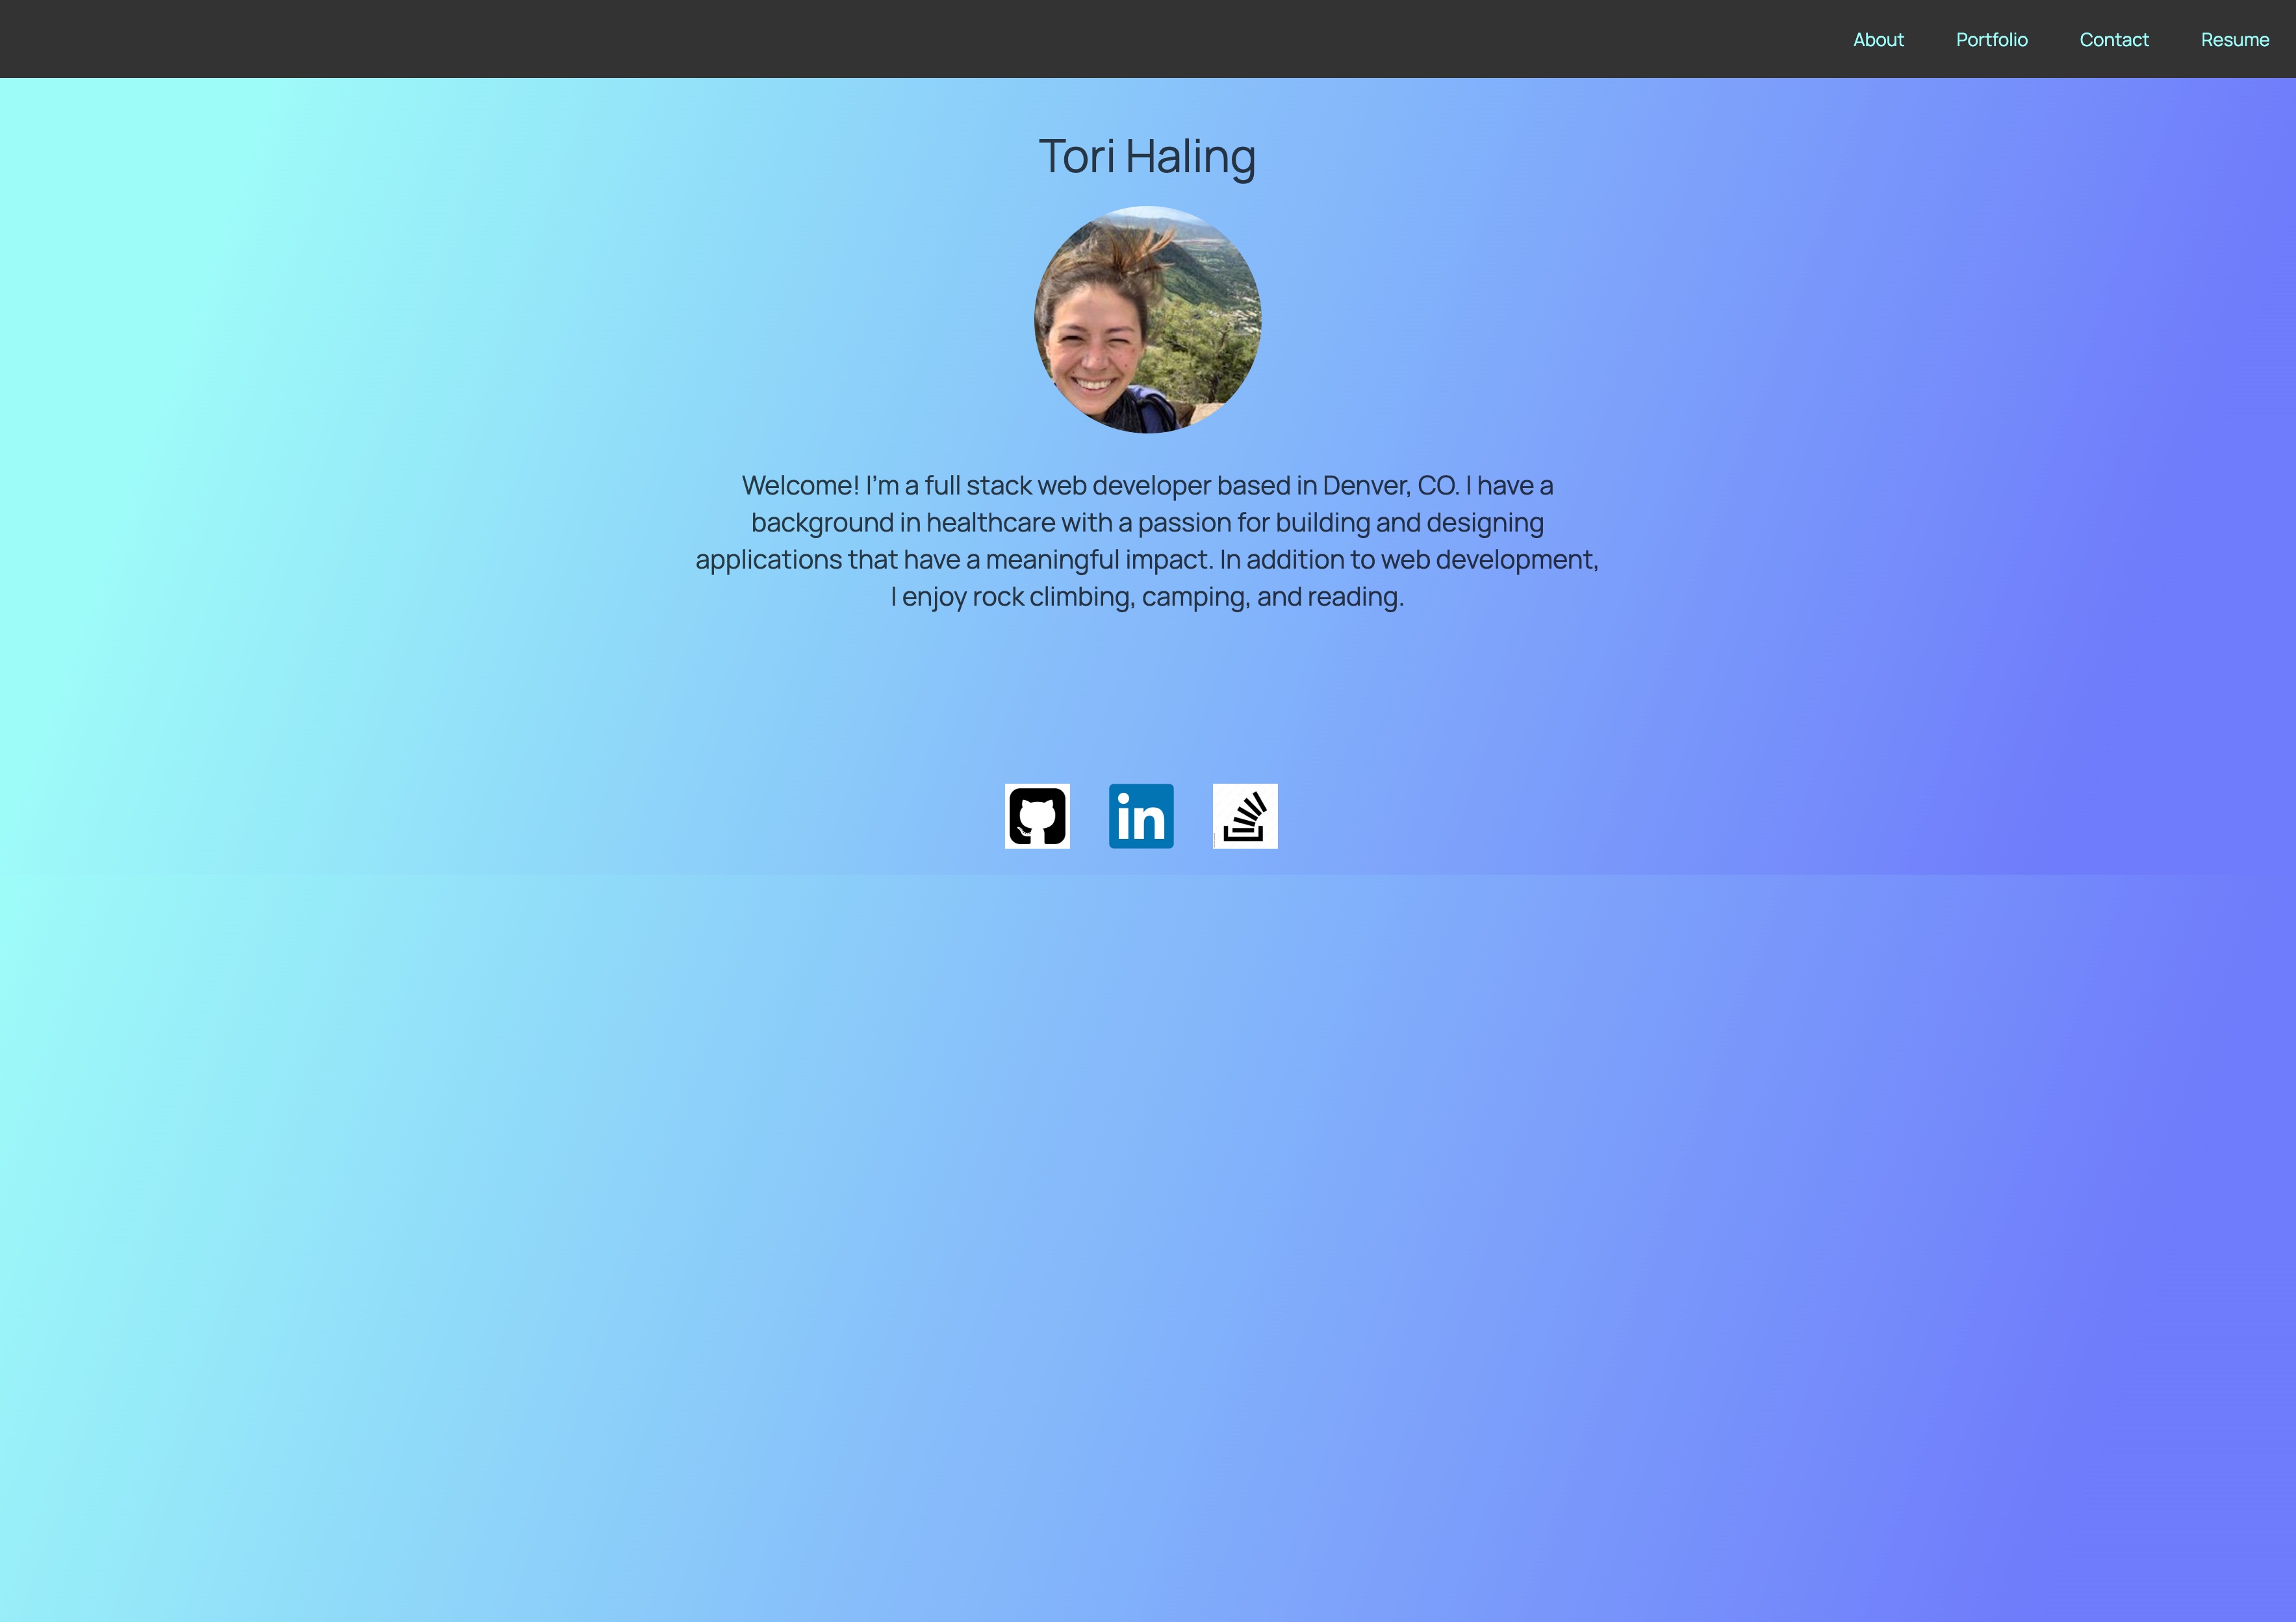 About Portfolio Contact Resume
Tori Haling
Welcome! I'm a full stack web developer based in Denver, CO. I have a
background in healthcare with a passion for building and designing
applications that have a meaningful impact. In addition to web development,
I enjoy rock climbing, camping, and reading.
in